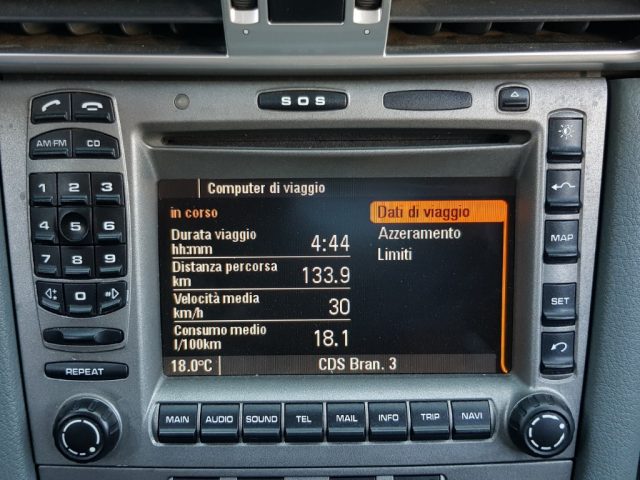 SOS
AM/FM
CD
1 2 3
4 5 6
7 8 9
0
REPEAT
MAP
SET
Computer di viaggio
in corso
Durata viaggio
hh:mm
4:44
Distanza percorsa
km
133.9
Velocità media
km/h
30
Consumo medio
l/100km
18.1
18.0°C
CDS Bran. 3
Dati di viaggio
Azzeramento
Limiti
MAIN AUDIO SOUND TEL MAIL INFO TRIP NAVI